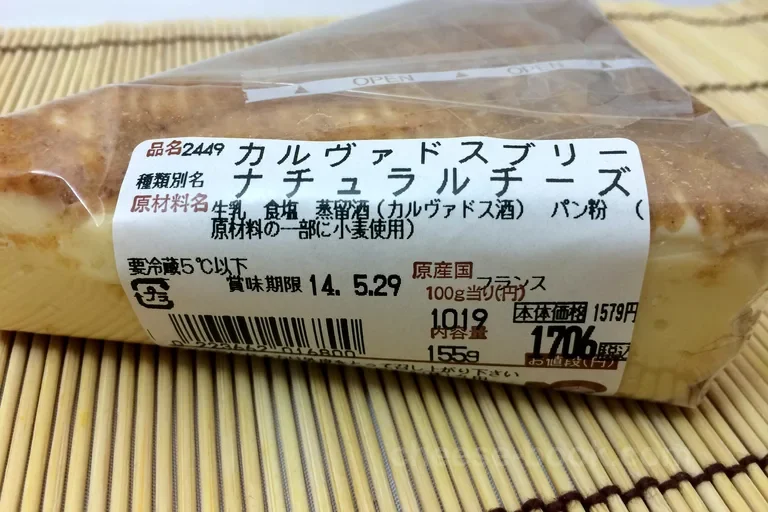 OPEN OPEN
品名2449 カルヴァドスブリー
種類別名 ナチュラルチーズ
原材料名 生乳 食塩 蒸留酒(カルヴァドス酒) パン粉 (
原材料の一部に小麦使用)
要冷蔵5℃以下
賞味期限 14. 5.29
原産国 フランス
プラ
100g当り(円)
1019
本体価格 1579円
内容量
155g
1706
お値段(円)